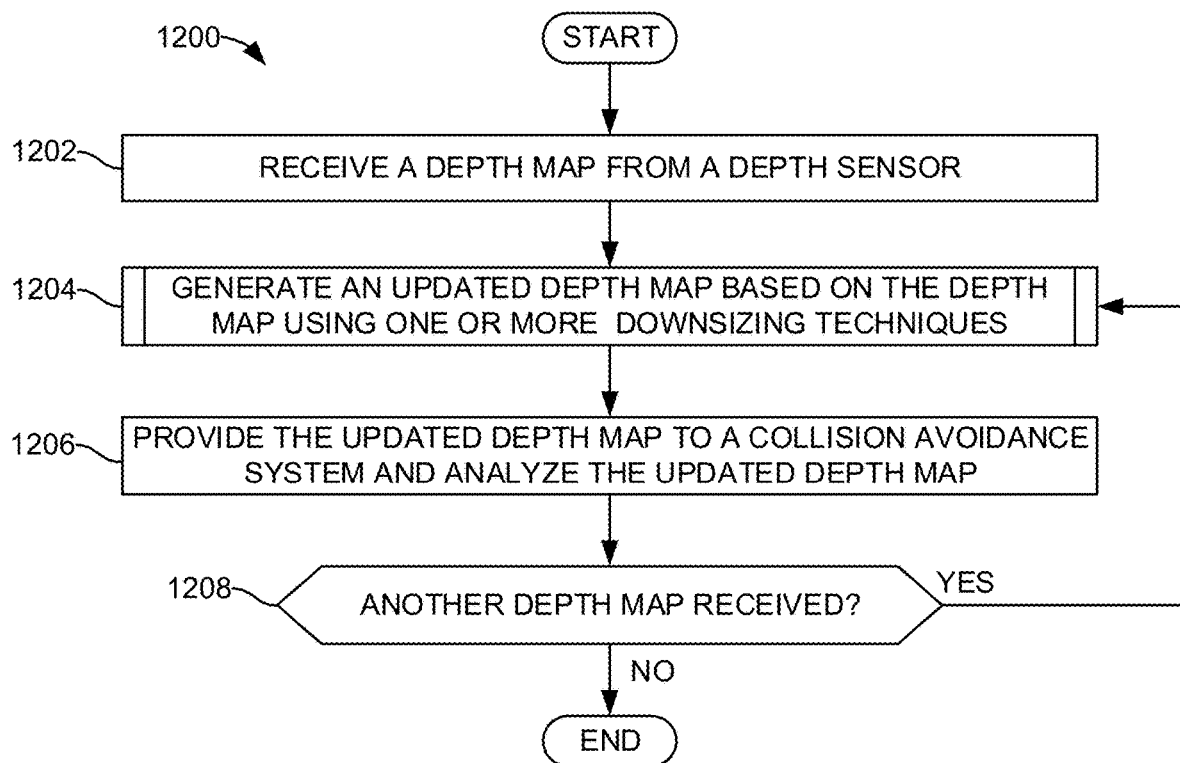 1200
START
1202
RECEIVE A DEPTH MAP FROM A DEPTH SENSOR
1204
GENERATE AN UPDATED DEPTH MAP BASED ON THE DEPTH
MAP USING ONE OR MORE DOWNSIZING TECHNIQUES
1206
PROVIDE THE UPDATED DEPTH MAP TO A COLLISION AVOIDANCE
SYSTEM AND ANALYZE THE UPDATED DEPTH MAP
1208
ANOTHER DEPTH MAP RECEIVED?
YES
NO
END